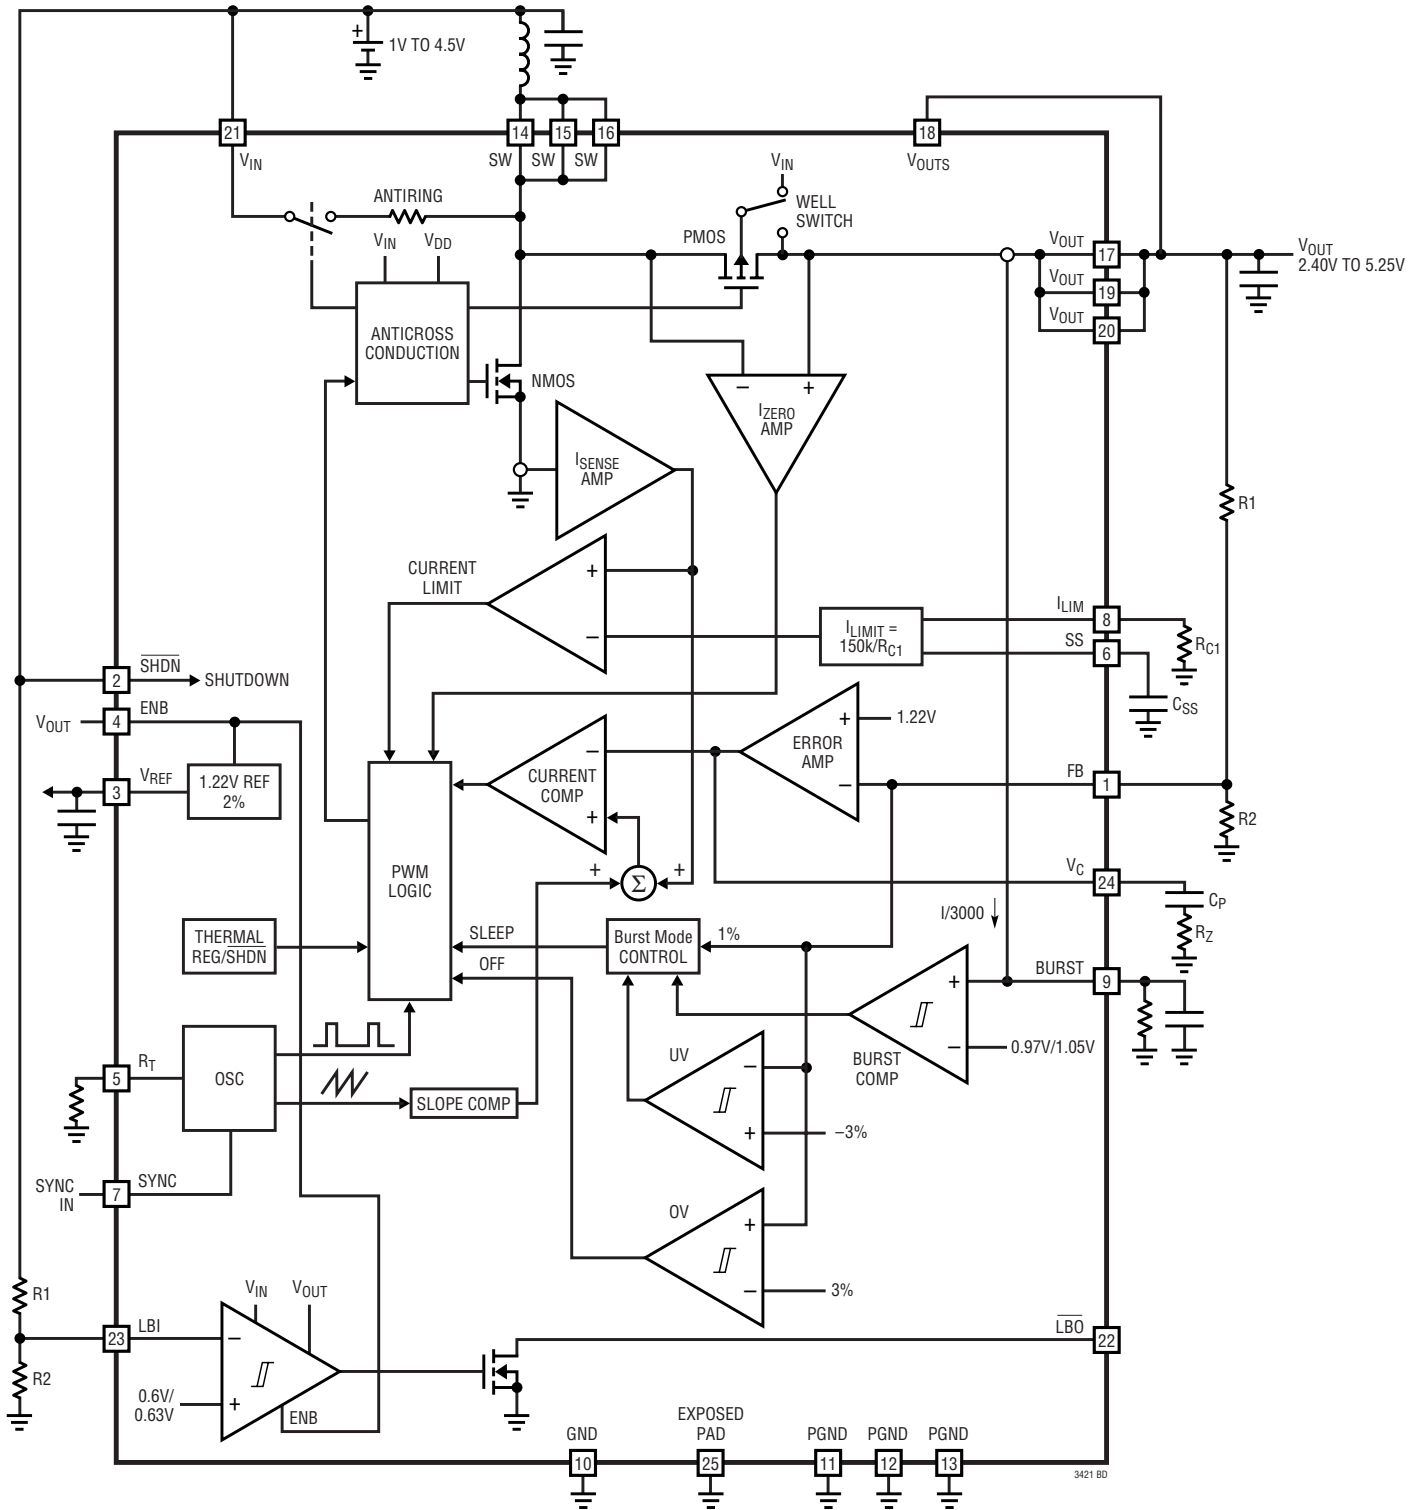 +
1V TO 4.5V
21
14
15
16
18
VIN
SW
SW
SW
VOUTS
VIN
ANTIRING
WELL
SWITCH
VIN
VDD
PMOS
VOUT
17
VOUT
2.40V TO 5.25V
VOUT
19
VOUT
20
ANTICROSS
CONDUCTION
NMOS
–
+
IZERO
AMP
ISENSE
AMP
R1
CURRENT
LIMIT
+
–
ILIMIT =
150k/RC1
ILIM
8
SS
6
RC1
CSS
SHDN
2
SHUTDOWN
ENB
VOUT
4
VREF
3
1.22V REF
2%
+
1.22V
ERROR
AMP
–
FB
1
R2
–
CURRENT
COMP
+
PWM
LOGIC
+
Σ
+
VC
24
CP
RZ
I/3000
THERMAL
REG/SHDN
SLEEP
OFF
Burst Mode
CONTROL
1%
BURST
9
+
–
0.97V/1.05V
BURST
COMP
RT
5
OSC
SLOPE COMP
UV
–
+
–3%
SYNC
IN
7
SYNC
OV
+
–
3%
R1
VIN
VOUT
LBI
23
–
R2
0.6V/
0.63V
+
ENB
LBO
22
GND
10
EXPOSED
PAD
25
PGND
11
PGND
12
PGND
13
3421 BD